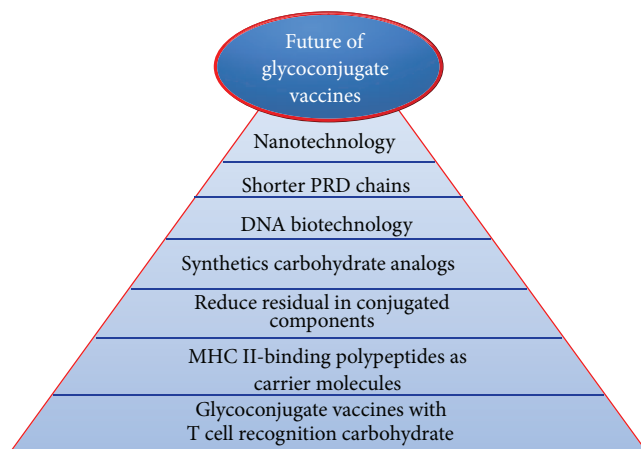 Future of
glycoconjugate
vaccines
Nanotechnology
Shorter PRD chains
DNA biotechnology
Synthetics carbohydrate analogs
Reduce residual in conjugated
components
MHC II-binding polypeptides as
carrier molecules
Glycoconjugate vaccines with
T cell recognition carbohydrate